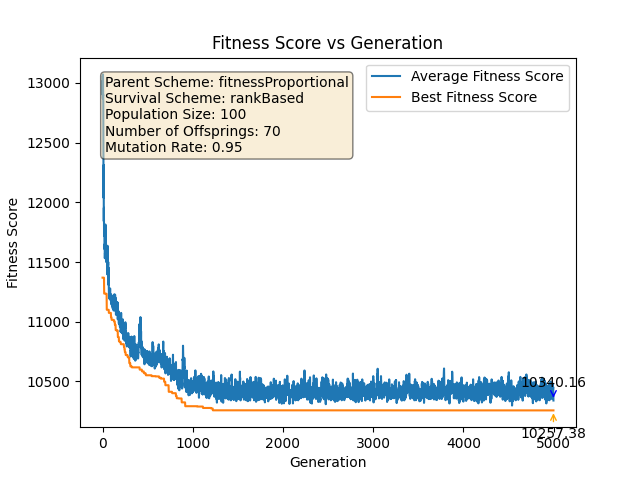 Fitness Score vs Generation
Parent Scheme: fitnessProportional
Survival Scheme: rankBased
Population Size: 100
Number of Offsprings: 70
Mutation Rate: 0.95
Average Fitness Score
Best Fitness Score
Fitness Score
13000
12500
12000
11500
11000
10500
10340.16
10257.38
0
1000
2000
3000
4000
5000
Generation